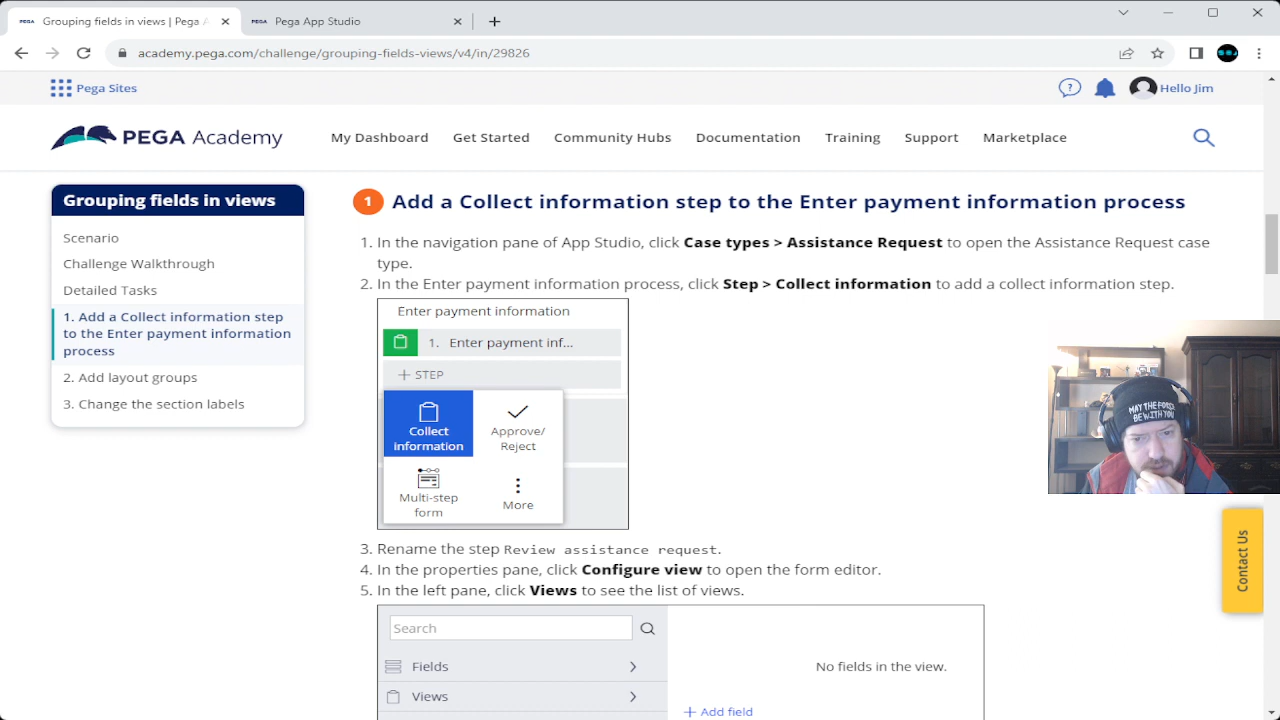 PEGA Grouping fields in views | Pega A
PEGA Pega App Studio
academy.pega.com/challenge/grouping-fields-views/v4/in/29826
Pega Sites
Hello Jim
PEGA Academy
My Dashboard
Get Started
Community Hubs
Documentation
Training
Support
Marketplace
Grouping fields in views
Scenario
Challenge Walkthrough
Detailed Tasks
1. Add a Collect information step
to the Enter payment information
process
2. Add layout groups
3. Change the section labels
1 Add a Collect information step to the Enter payment information process
1. In the navigation pane of App Studio, click Case types > Assistance Request to open the Assistance Request case
type.
2. In the Enter payment information process, click Step > Collect information to add a collect information step.
Enter payment information
1. Enter payment inf...
+ STEP
Collect
information
Approve/
Reject
Multi-step
form
More
3. Rename the step Review assistance request.
4. In the properties pane, click Configure view to open the form editor.
5. In the left pane, click Views to see the list of views.
Search
Fields
Views
No fields in the view.
+ Add field
MAY THE FORCE
BE WITH YOU
Contact Us